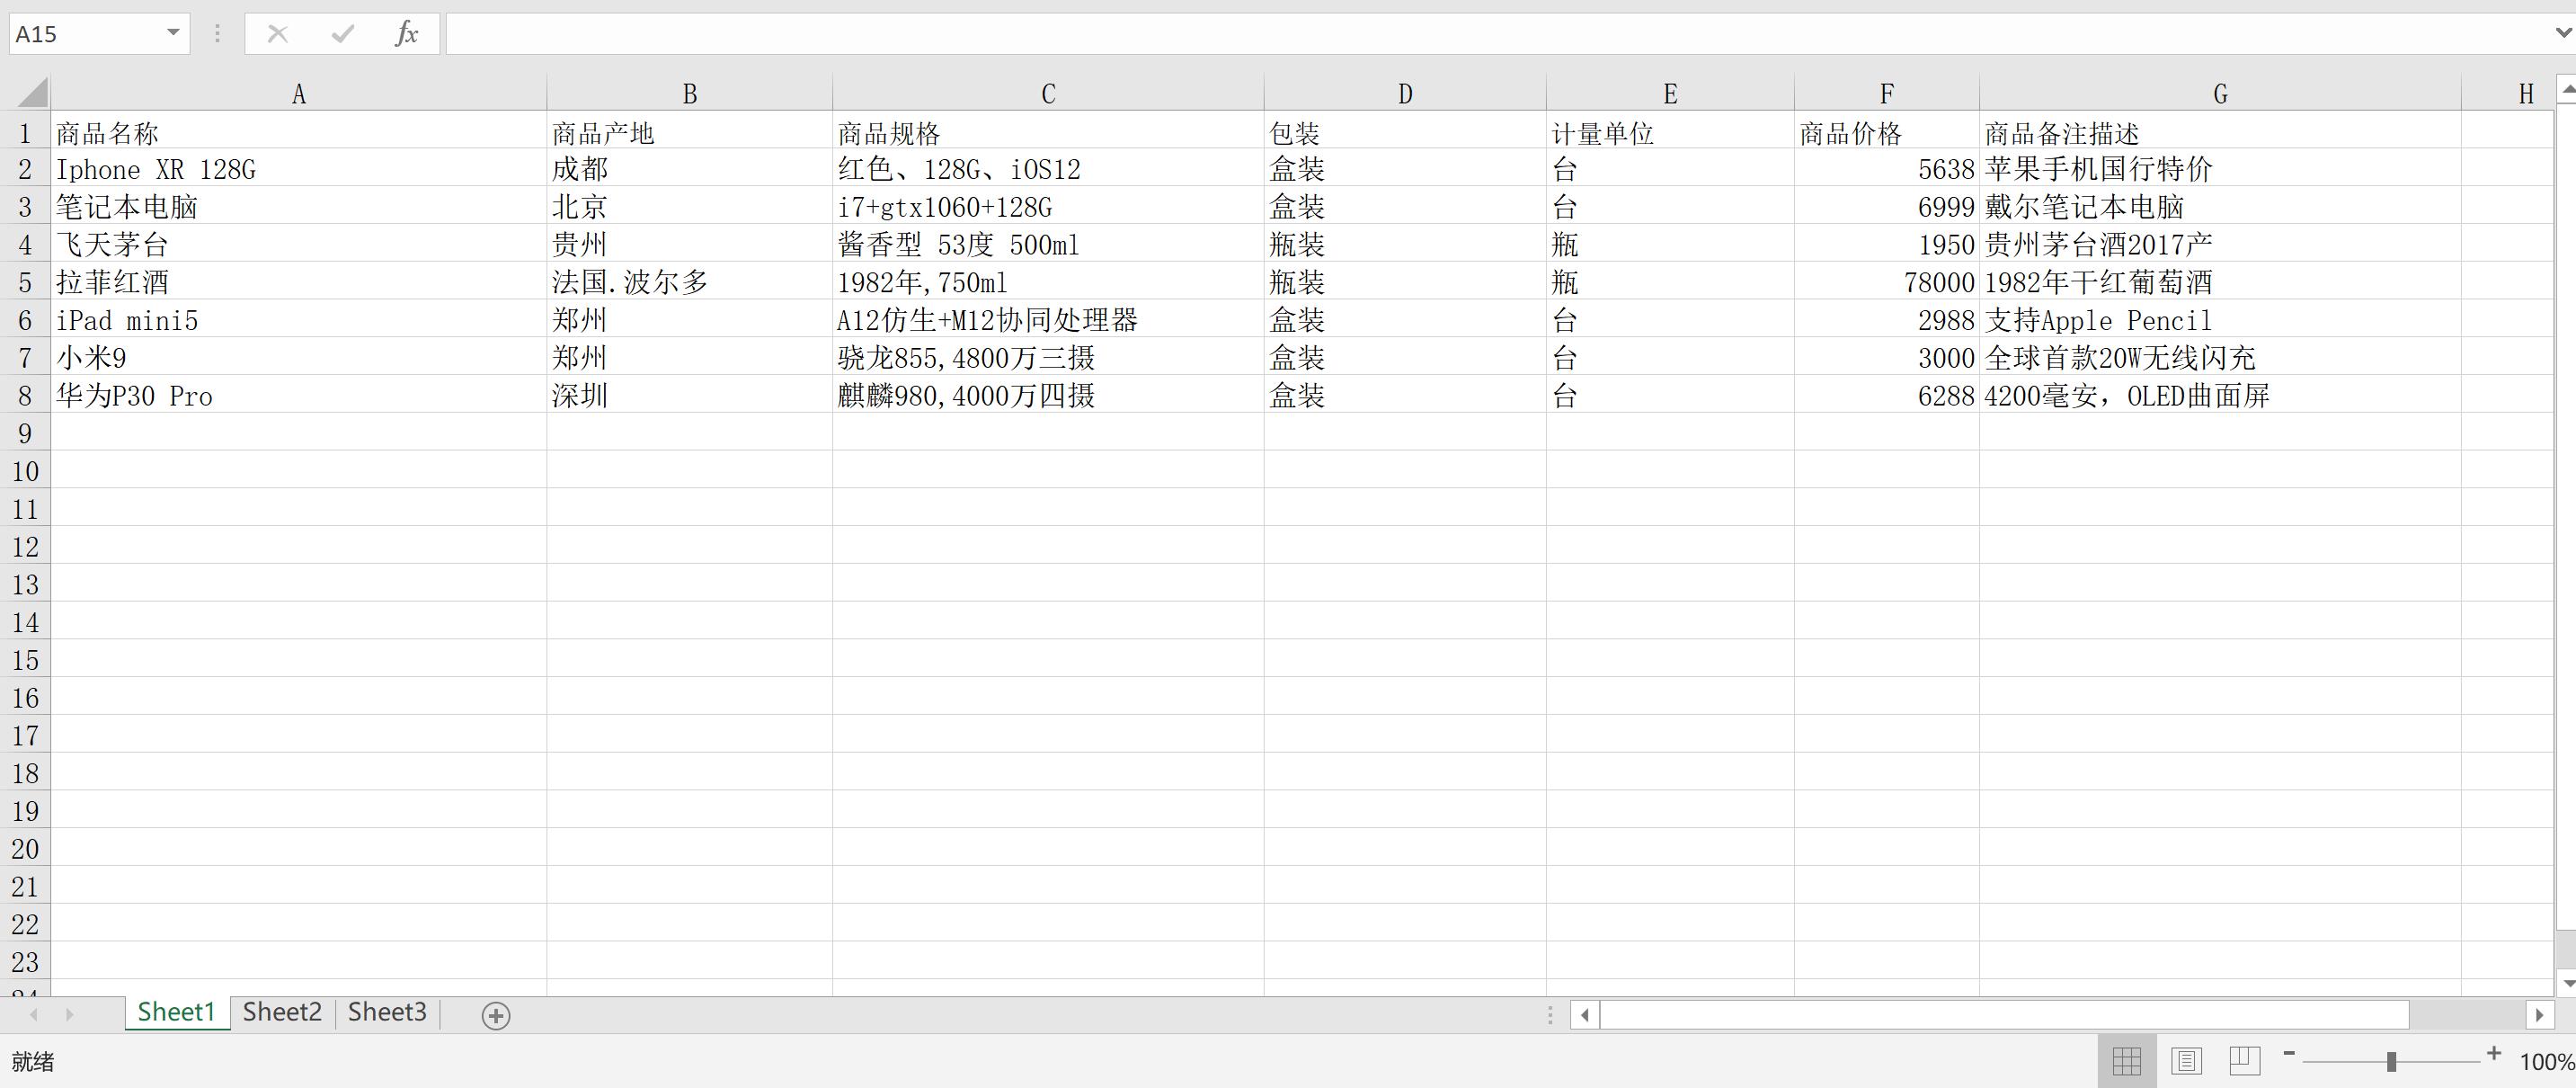 A15 fx
A B C D E F G H
1 商品名称 商品产地 商品规格 包装 计量单位 商品价格 商品备注描述
2 Iphone XR 128G 成都 红色、128G、iOS12 盒装 台 5638 苹果手机国行特价
3 笔记本电脑 北京 i7+gtx1060+128G 盒装 台 6999 戴尔笔记本电脑
4 飞天茅台 贵州 酱香型 53度 500ml 瓶装 瓶 1950 贵州茅台酒2017产
5 拉菲红酒 法国.波尔多 1982年,750ml 瓶装 瓶 78000 1982年干红葡萄酒
6 iPad mini5 郑州 A12仿生+M12协同处理器 盒装 台 2988 支持Apple Pencil
7 小米9 郑州 骁龙855,4800万三摄 盒装 台 3000 全球首款20W无线闪充
8 华为P30 Pro 深圳 麒麟980,4000万四摄 盒装 台 6288 4200毫安，OLED曲面屏
9
10
11
12
13
14
15
16
17
18
19
20
21
22
23
24
Sheet1 Sheet2 Sheet3
就绪 100%